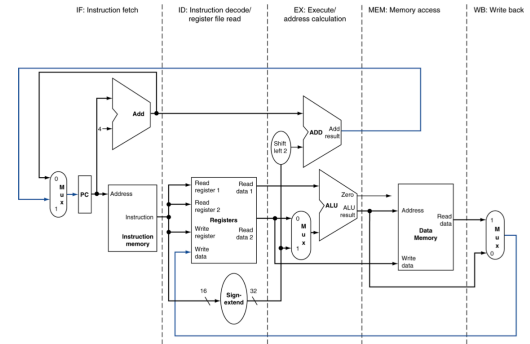 IF: Instruction fetch
ID: Instruction decode/
register file read
EX: Execute/
address calculation
MEM: Memory access
WB: Write back
Add
4
ADD
Add
result
Shift
left 2
0
M
u
x
1
PC
Address
Instruction
Instruction
memory
Read
register 1
Read
register 2
Write
register
Write
data
Registers
Read
data 1
Read
data 2
16
Sign-
extend
32
0
M
u
x
1
Zero
ALU
ALU
result
Address
Read
data
Data
Memory
Write
data
1
M
u
x
0